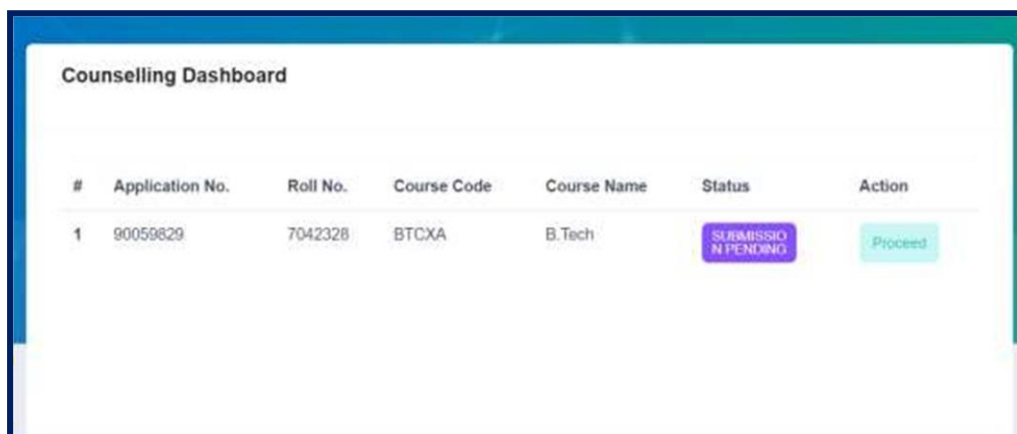 Counselling Dashboard
# Application No. Roll No. Course Code Course Name Status Action
1 90059829 7042328 BTCXA B.Tech SUBMISSIO Proceed
N PENDING